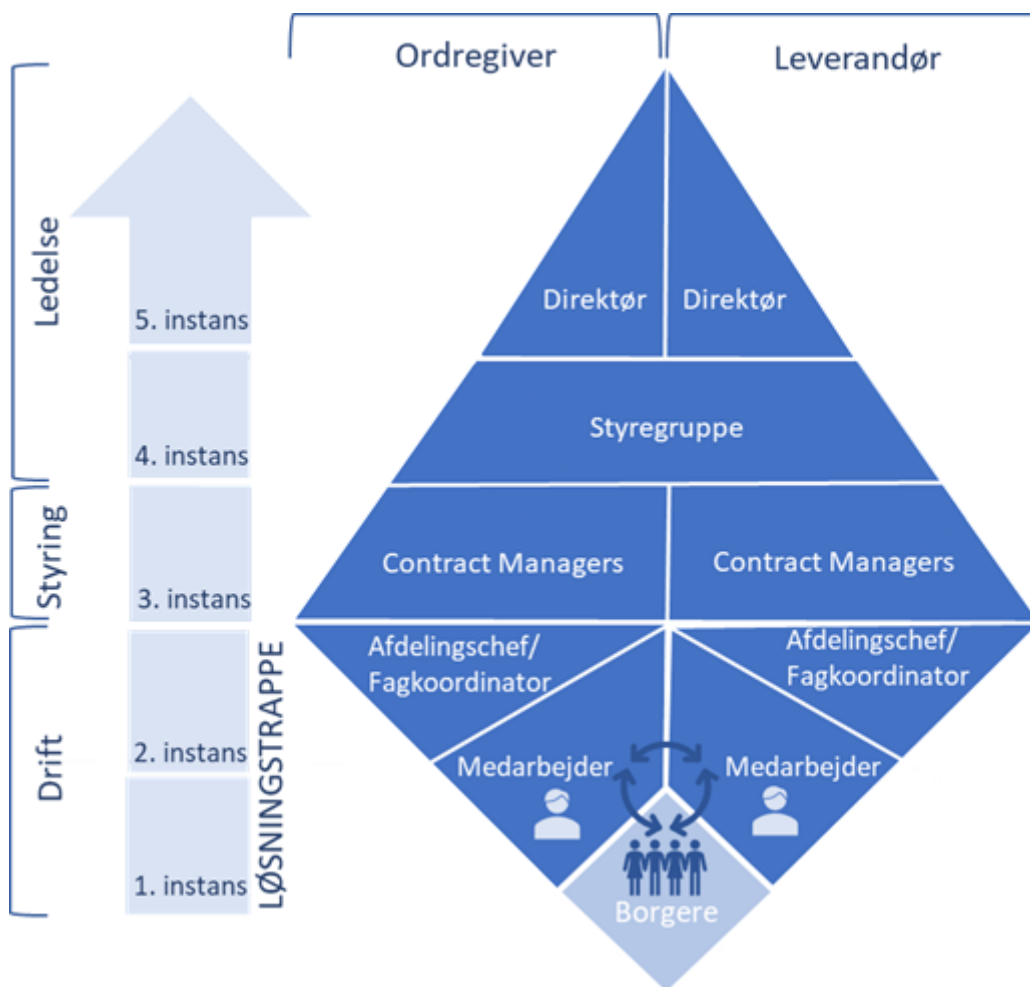 Ordregiver
Leverandør
Ledelse
5. instans
Direktør
Direktør
4. instans
Styregruppe
Styring
3. instans
Contract Managers
Contract Managers
Drift
LØSNINGSTRAPPE
2. instans
Afdelingschef/
Fagkoordinator
Afdelingschef/
Fagkoordinator
Medarbejder
Medarbejder
1. instans
Borgere